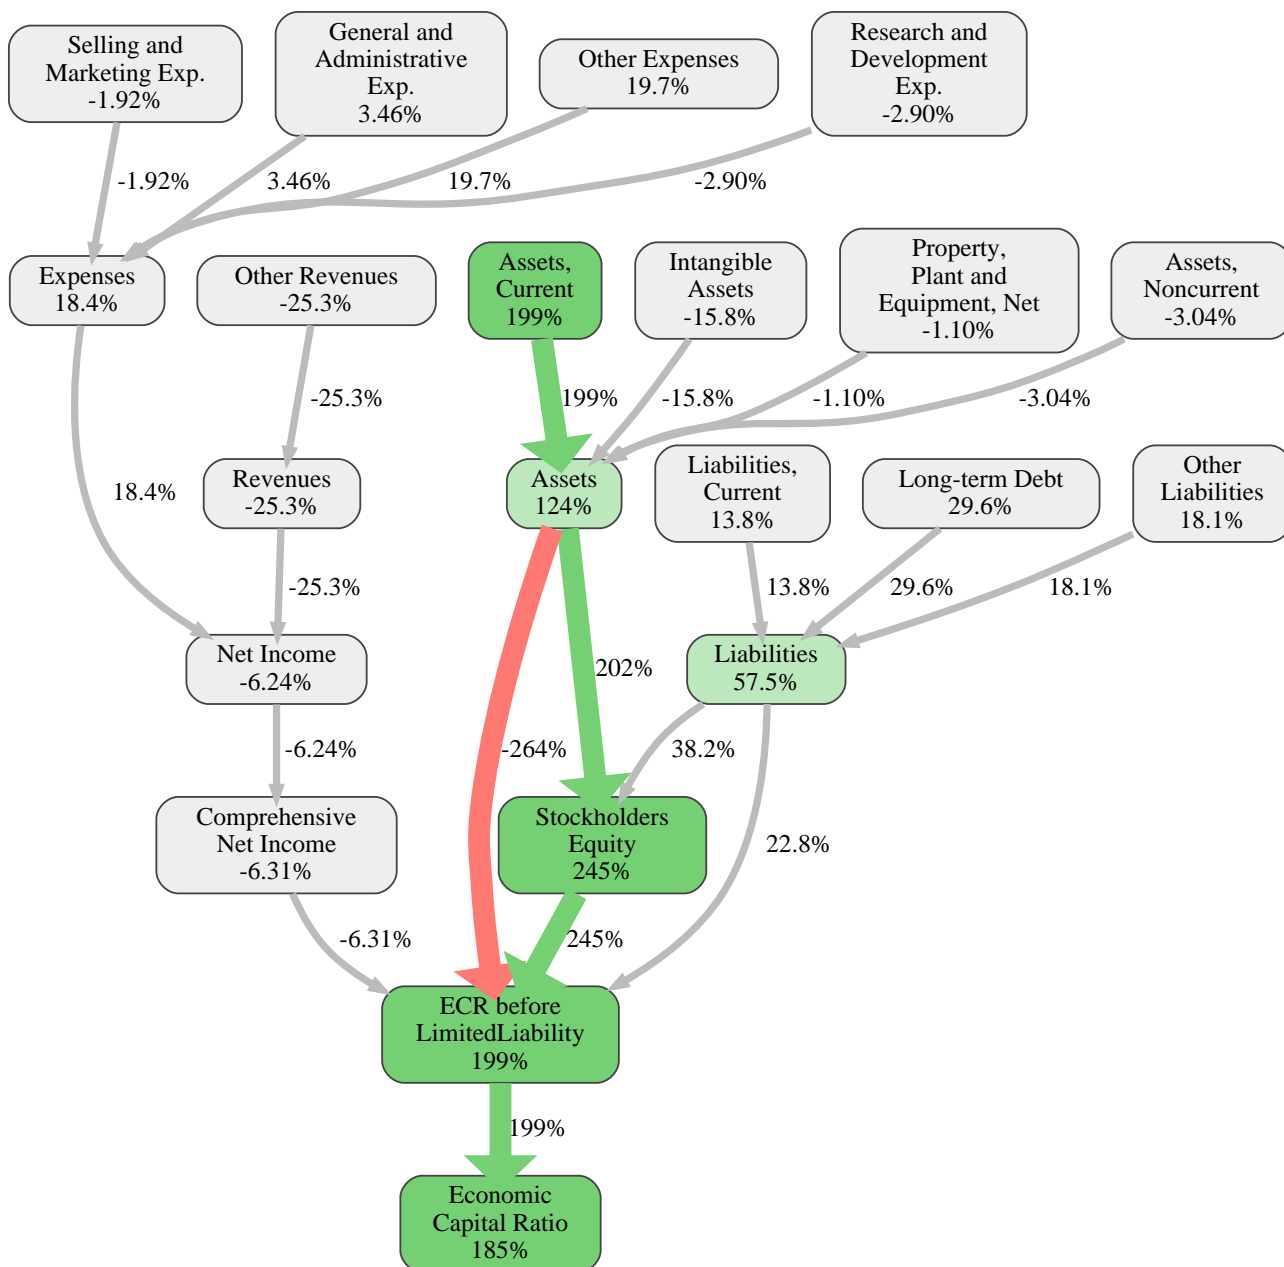 Selling and
Marketing Exp.
-1.92%
General and
Administrative
Exp.
3.46%
Other Expenses
19.7%
Research and
Development
Exp.
-2.90%
-1.92%
3.46%
19.7%
-2.90%
Expenses
18.4%
Other Revenues
-25.3%
Assets,
Current
199%
Intangible
Assets
-15.8%
Property,
Plant and
Equipment, Net
-1.10%
Assets,
Noncurrent
-3.04%
-25.3%
199%
-15.8%
-1.10%
-3.04%
18.4%
Revenues
-25.3%
Assets
124%
Liabilities,
Current
13.8%
Long-term Debt
29.6%
Other
Liabilities
18.1%
-25.3%
13.8%
29.6%
18.1%
Net Income
-6.24%
202%
Liabilities
57.5%
-6.24%
-264%
38.2%
Comprehensive
Net Income
-6.31%
Stockholders
Equity
245%
22.8%
-6.31%
245%
ECR before
LimitedLiability
199%
199%
Economic
Capital Ratio
185%